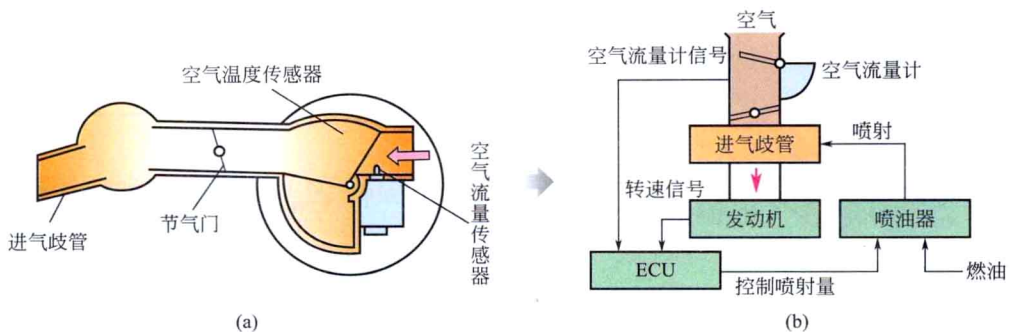 空气温度传感器
空气流量传感器
节气门
进气歧管
(a)
空气
空气流量计信号
空气流量计
进气歧管
喷射
转速信号
发动机
喷油器
ECU
控制喷射量
燃油
(b)